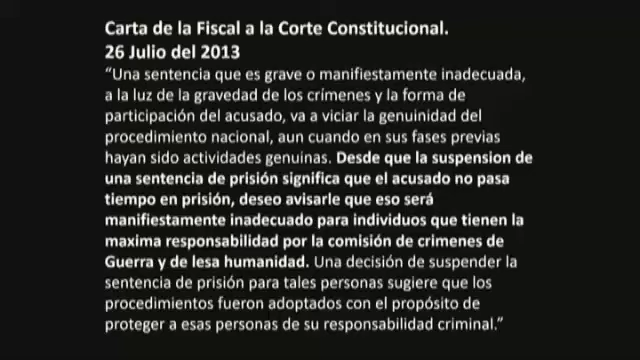 Carta de la Fiscal a la Corte Constitucional.
26 Julio del 2013
“Una sentencia que es grave o manifiestamente inadecuada,
a la luz de la gravedad de los crímenes y la forma de
participación del acusado, va a viciar la genuinidad del
procedimiento nacional, aun cuando en sus fases previas
hayan sido actividades genuinas. Desde que la suspension de
una sentencia de prisión significa que el acusado no pasa
tiempo en prisión, deseo avisarle que eso será
manifiestamente inadecuado para individuos que tienen la
maxima responsabilidad por la comisión de crimenes de
Guerra y de lesa humanidad. Una decisión de suspender la
sentencia de prisión para tales personas sugiere que los
procedimientos fueron adoptados con el propósito de
proteger a esas personas de su responsabilidad criminal.”